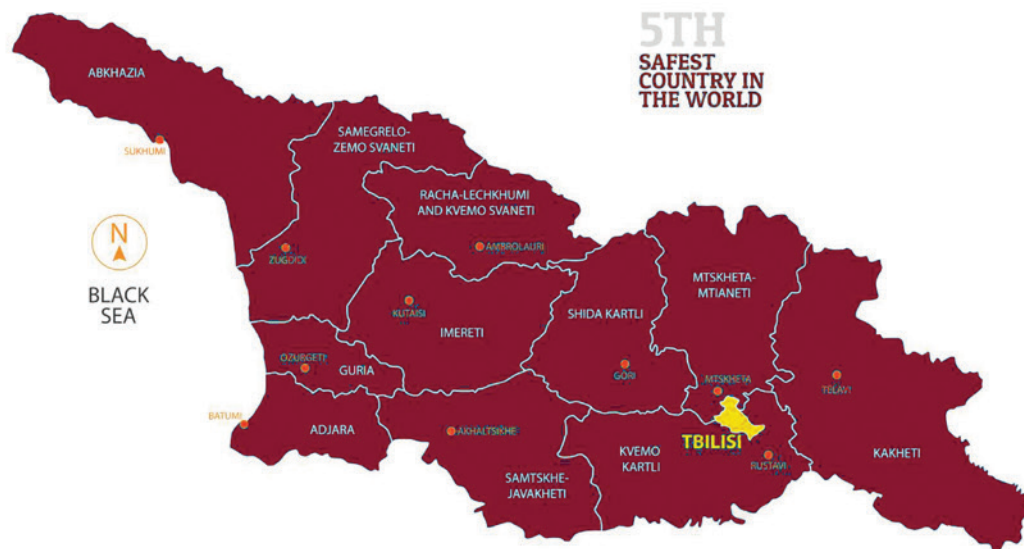 5TH
SAFEST
COUNTRY IN
THE WORLD
ABKHAZIA
SUKHUMI
SAMEGRELO-
ZEMO SVANETI
RACHA-LECHKHUMI
AND KVEMO SVANETI
AMBROLAURI
ZUGDIDI
N
BLACK
SEA
MTSKHETA-
MTIANETI
KUTAISI
IMERETI
SHIDA KARTLI
OZURGETI
GURIA
GORI
MTSKHETA
TELAVI
BATUMI
ADJARA
AKHALTSIKHE
TBILISI
KVEMO
KARTLI
RUSTAVI
KAKHETI
SAMTSKHE-
JAVAKHETI